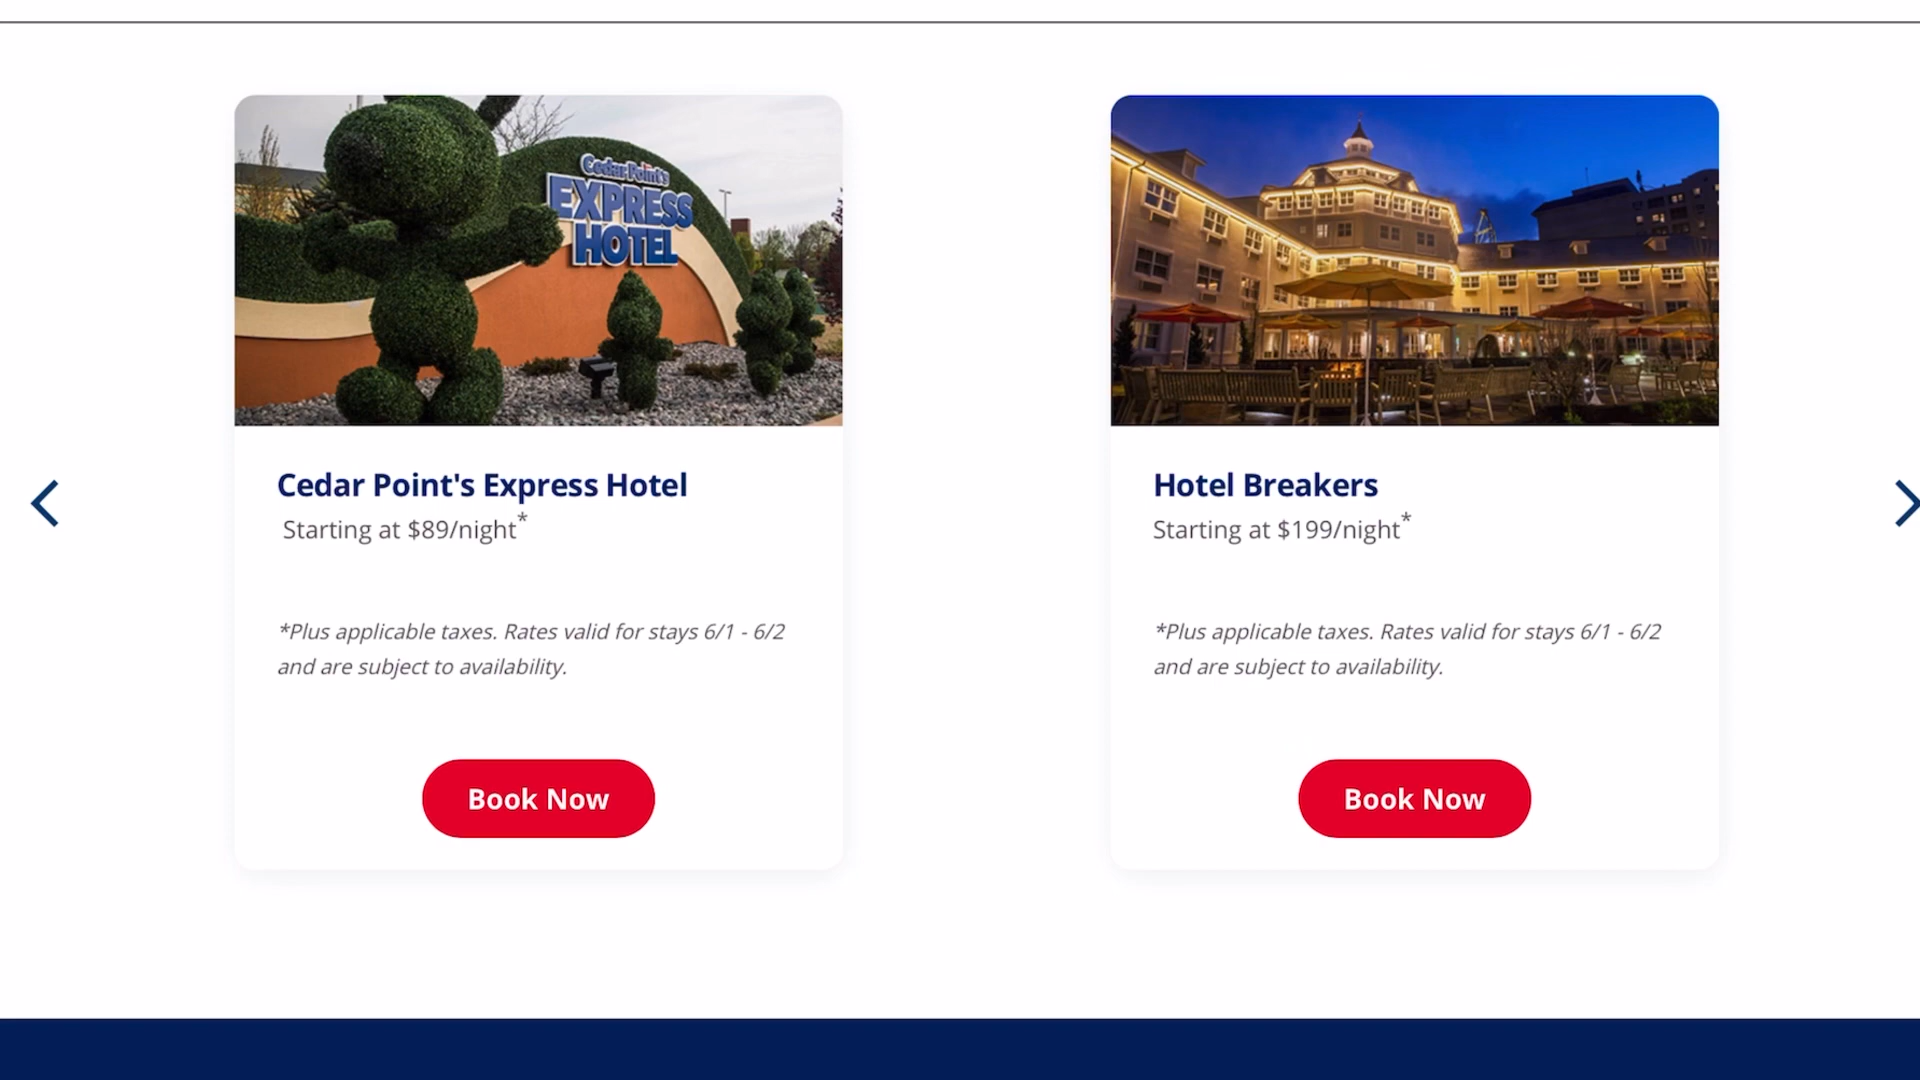 Cedar Point's
EXPRESS
HOTEL
Cedar Point's Express Hotel
Starting at $89/night*
*Plus applicable taxes. Rates valid for stays 6/1 - 6/2
and are subject to availability.
Book Now
Hotel Breakers
Starting at $199/night*
*Plus applicable taxes. Rates valid for stays 6/1 - 6/2
and are subject to availability.
Book Now